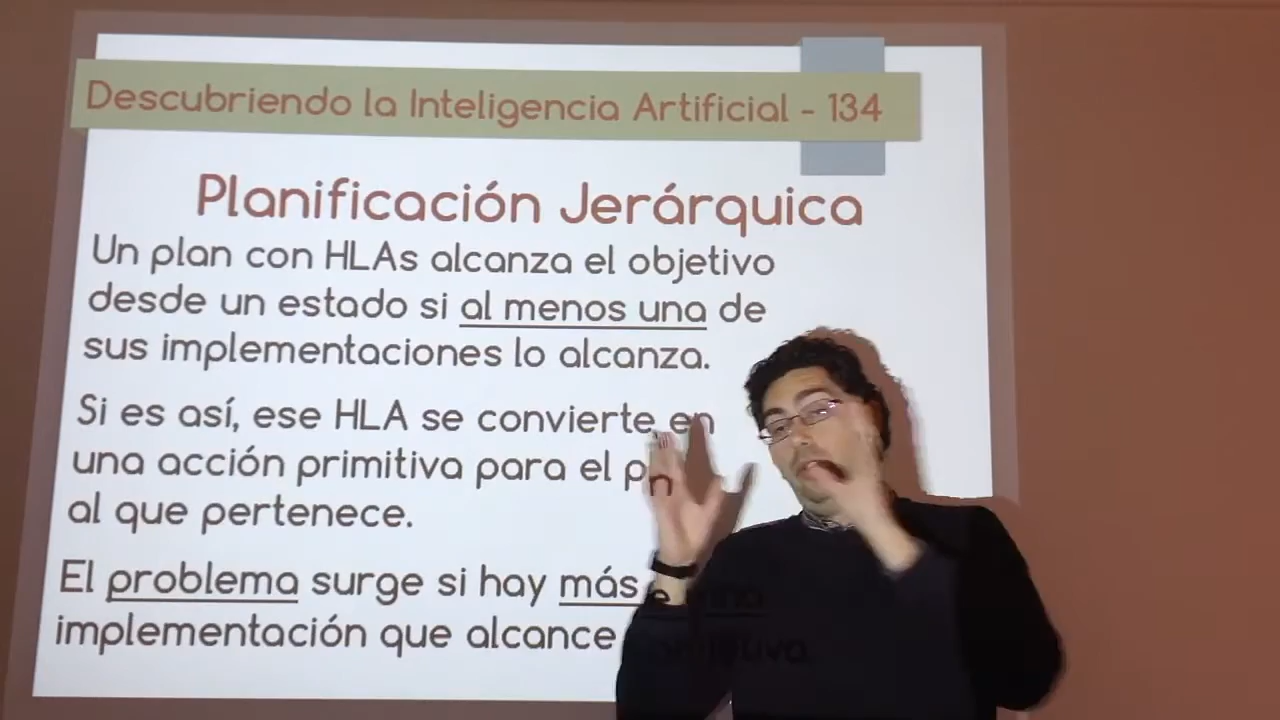 Descubriendo la Inteligencia Artificial - 134
Planificación Jerárquica
Un plan con HLAs alcanza el objetivo
desde un estado si al menos una de
sus implementaciones lo alcanza.
Si es así, ese HLA se convierte en
una acción primitiva para el
al que pertenece.
El problema surge si hay más
implementación que alcance